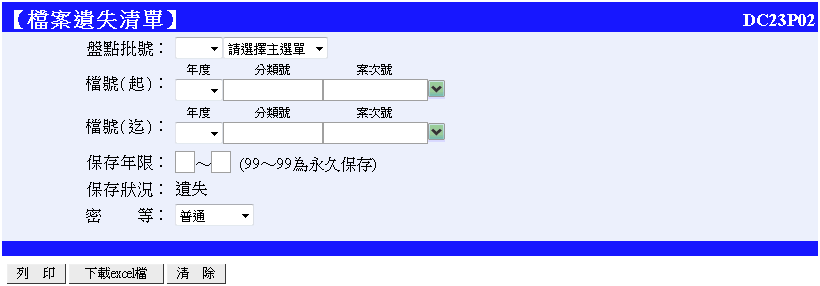 【檔案遺失清單】 DC23P02
盤點批號： 請選擇主選單
年度 分類號 案次號
檔號(起)：
年度 分類號 案次號
檔號(迄)：
保存年限： ～ (99～99為永久保存)
保存狀況： 遺失
密 等： 普通
列 印 下載excel檔 清 除